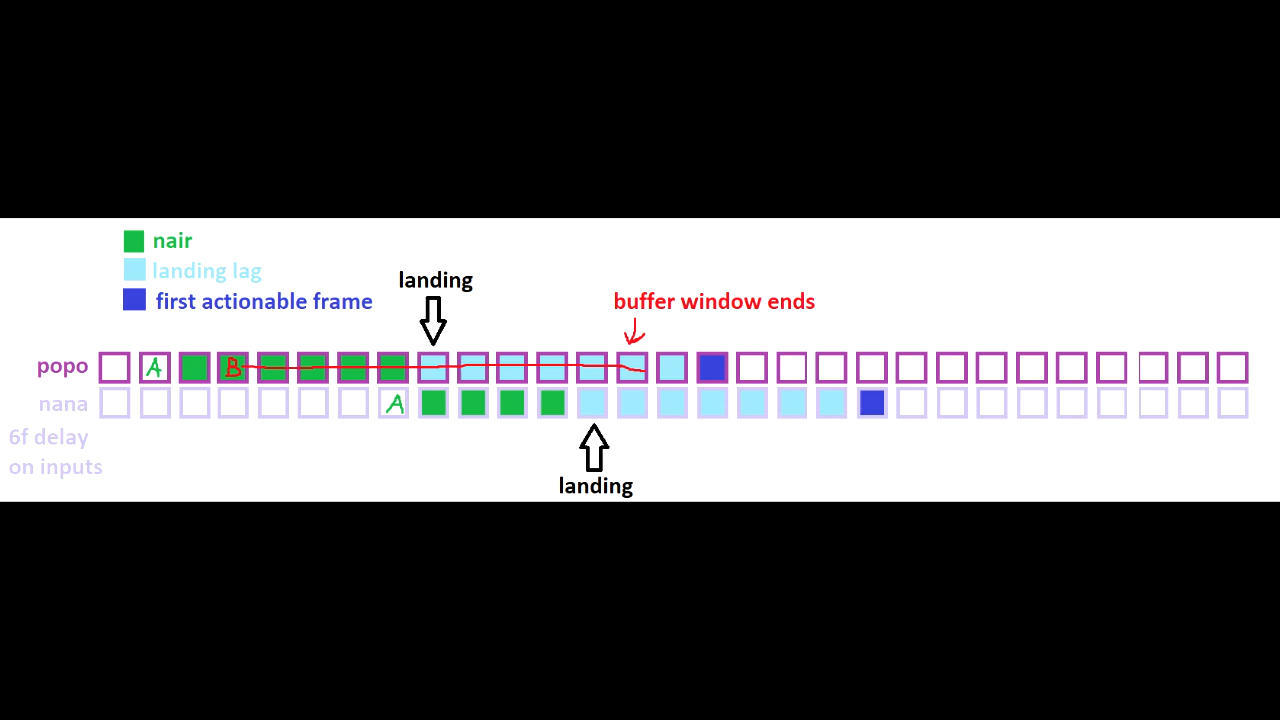 nair
landing lag
first actionable frame
landing
buffer window ends
popo
A
B
nana
A
6f delay
on inputs
landing